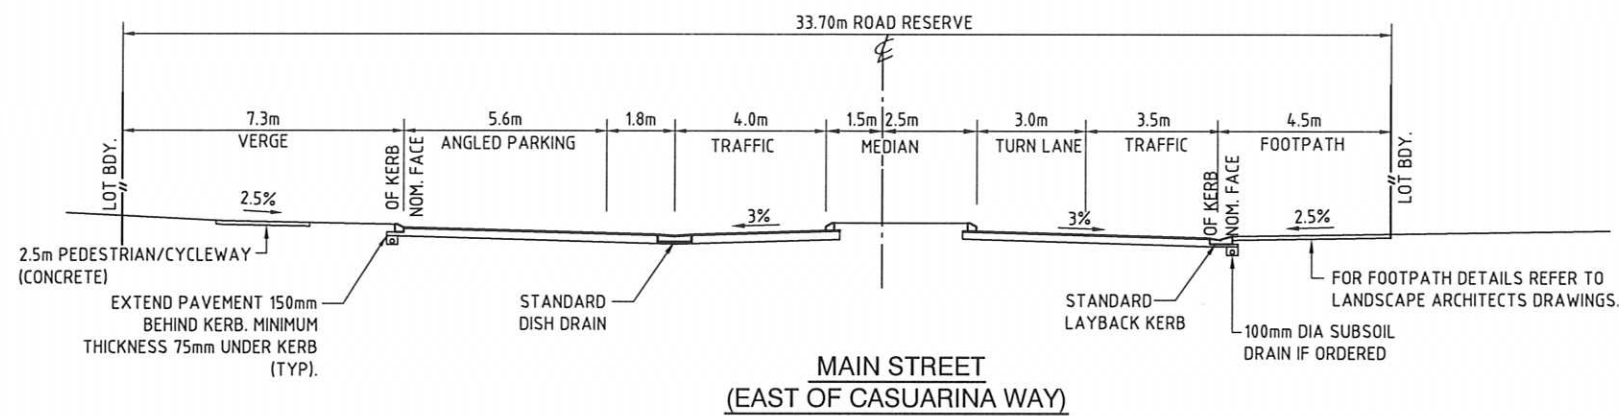 33.70m ROAD RESERVE
℄
7.3m
5.6m
1.8m
4.0m
1.5m
2.5m
3.0m
3.5m
4.5m
VERGE
ANGLED PARKING
TRAFFIC
MEDIAN
TURN LANE
TRAFFIC
FOOTPATH
LOT BDY.
NOM. FACE
OF KERB
NOM. FACE
OF KERB
LOT BDY.
2.5%
3%
3%
2.5%
2.5m PEDESTRIAN/CYCLEWAY
(CONCRETE)
EXTEND PAVEMENT 150mm
BEHIND KERB. MINIMUM
THICKNESS 75mm UNDER KERB
(TYP).
STANDARD
DISH DRAIN
STANDARD
LAYBACK KERB
100mm DIA SUBSOIL
DRAIN IF ORDERED
FOR FOOTPATH DETAILS REFER TO
LANDSCAPE ARCHITECTS DRAWINGS.
MAIN STREET
(EAST OF CASUARINA WAY)